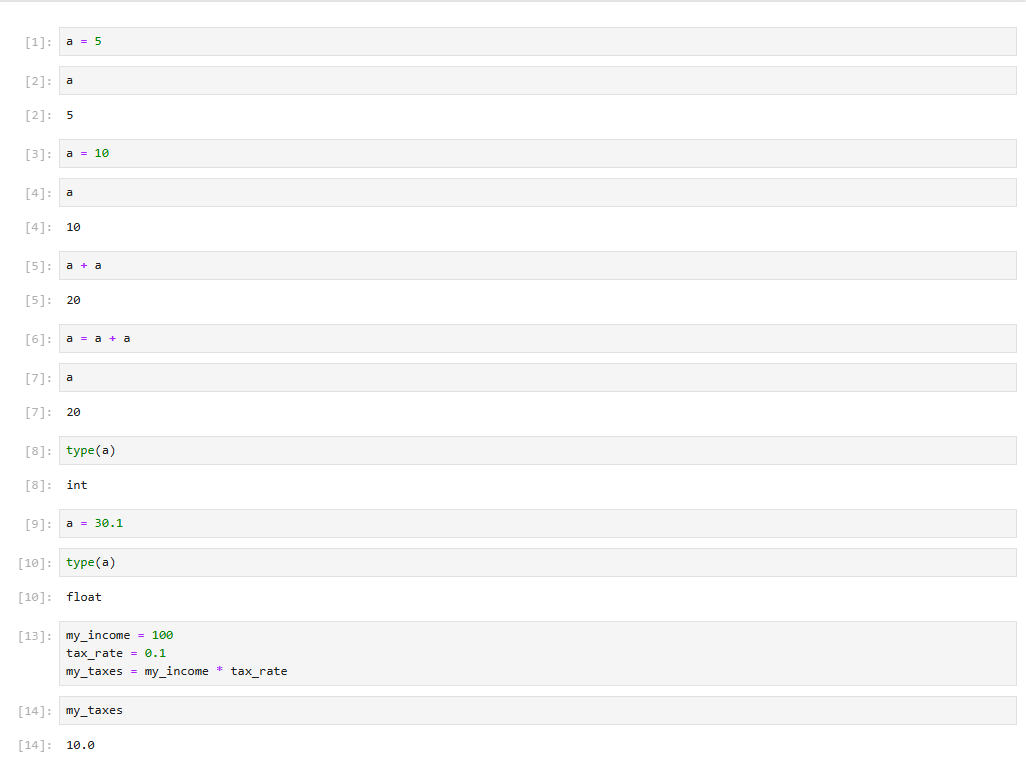 [1]: a = 5
[2]: a
[2]: 5
[3]: a = 10
[4]: a
[4]: 10
[5]: a + a
[5]: 20
[6]: a = a + a
[7]: a
[7]: 20
[8]: type(a)
[8]: int
[9]: a = 30.1
[10]: type(a)
[10]: float
[13]: my_income = 100
tax_rate = 0.1
my_taxes = my_income * tax_rate
[14]: my_taxes
[14]: 10.0